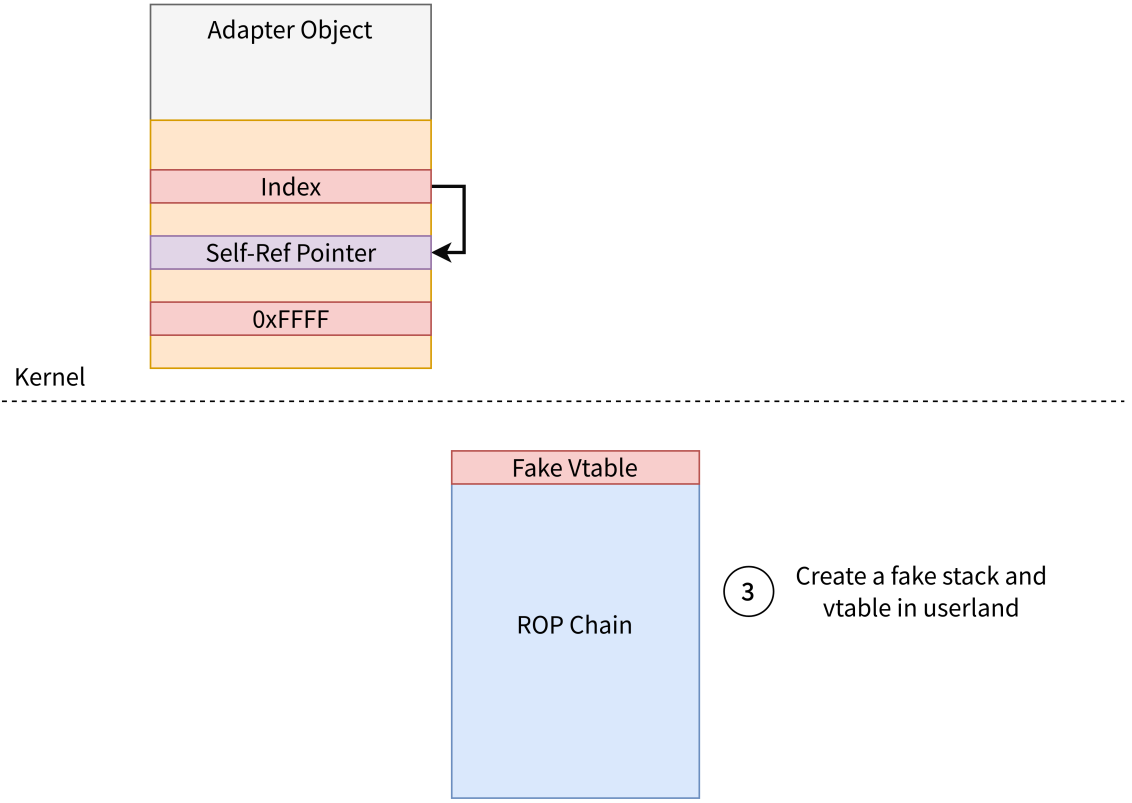 Adapter Object
Index
Self-Ref Pointer
0xFFFF
Kernel
Fake Vtable
ROP Chain
3
Create a fake stack and
vtable in userland